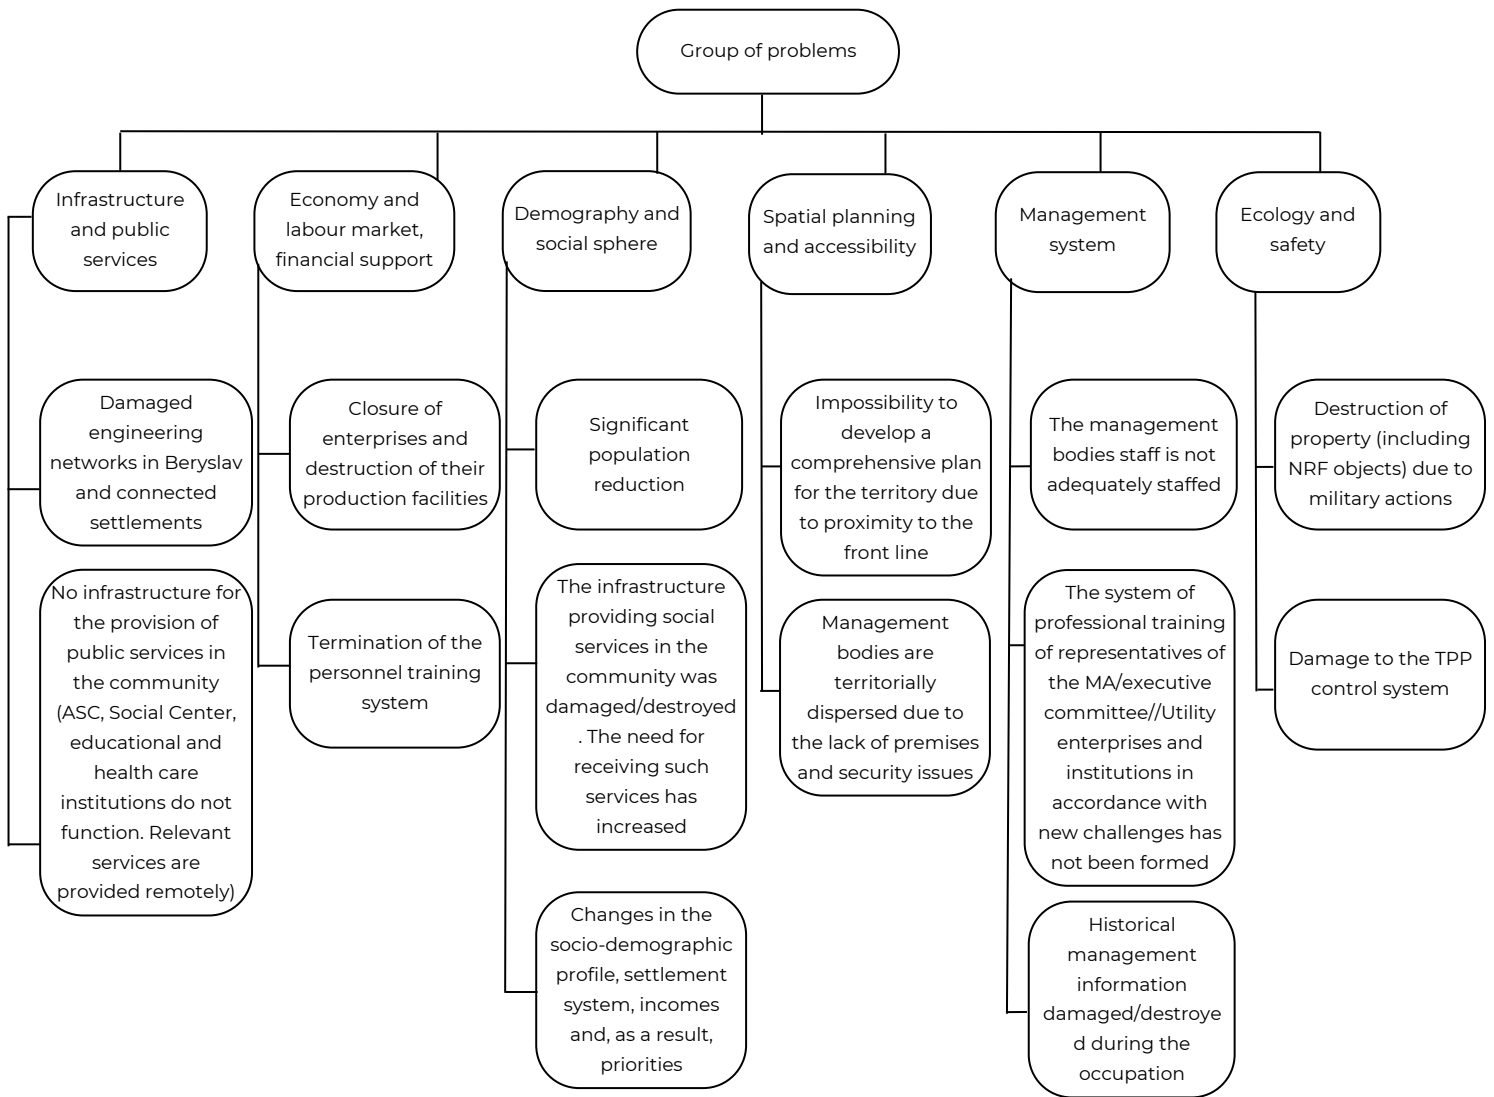 Group of problems
Infrastructure
and public
services
Economy and
labour market,
financial support
Demography and
social sphere
Spatial planning
and accessibility
Management
system
Ecology and
safety
Damaged
engineering
networks in Beryslav
and connected
settlements
No infrastructure for
the provision of
public services in
the community
(ASC, Social Center,
educational and
health care
institutions do not
function. Relevant
services are
provided remotely)
Closure of
enterprises and
destruction of their
production facilities
Termination of the
personnel training
system
Significant
population
reduction
The infrastructure
providing social
services in the
community was
damaged/destroyed
. The need for
receiving such
services has
increased
Changes in the
socio-demographic
profile, settlement
system, incomes
and, as a result,
priorities
Impossibility to
develop a
comprehensive plan
for the territory due
to proximity to the
front line
Management
bodies are
territorially
dispersed due to
the lack of premises
and security issues
The management
bodies staff is not
adequately staffed
The system of
professional training
of representatives of
the MA/executive
committee//Utility
enterprises and
institutions in
accordance with
new challenges has
not been formed
Historical
management
information
damaged/destroye
d during the
occupation
Destruction of
property (including
NRF objects) due to
military actions
Damage to the TPP
control system